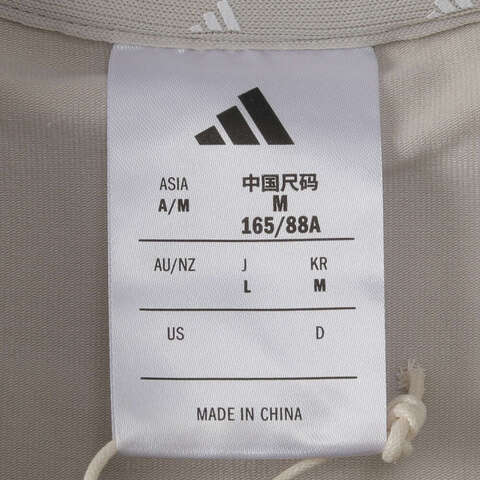 ASIA 中国尺码
A/M M
165/88A
AU/NZ J KR
L M
US D
MADE IN CHINA